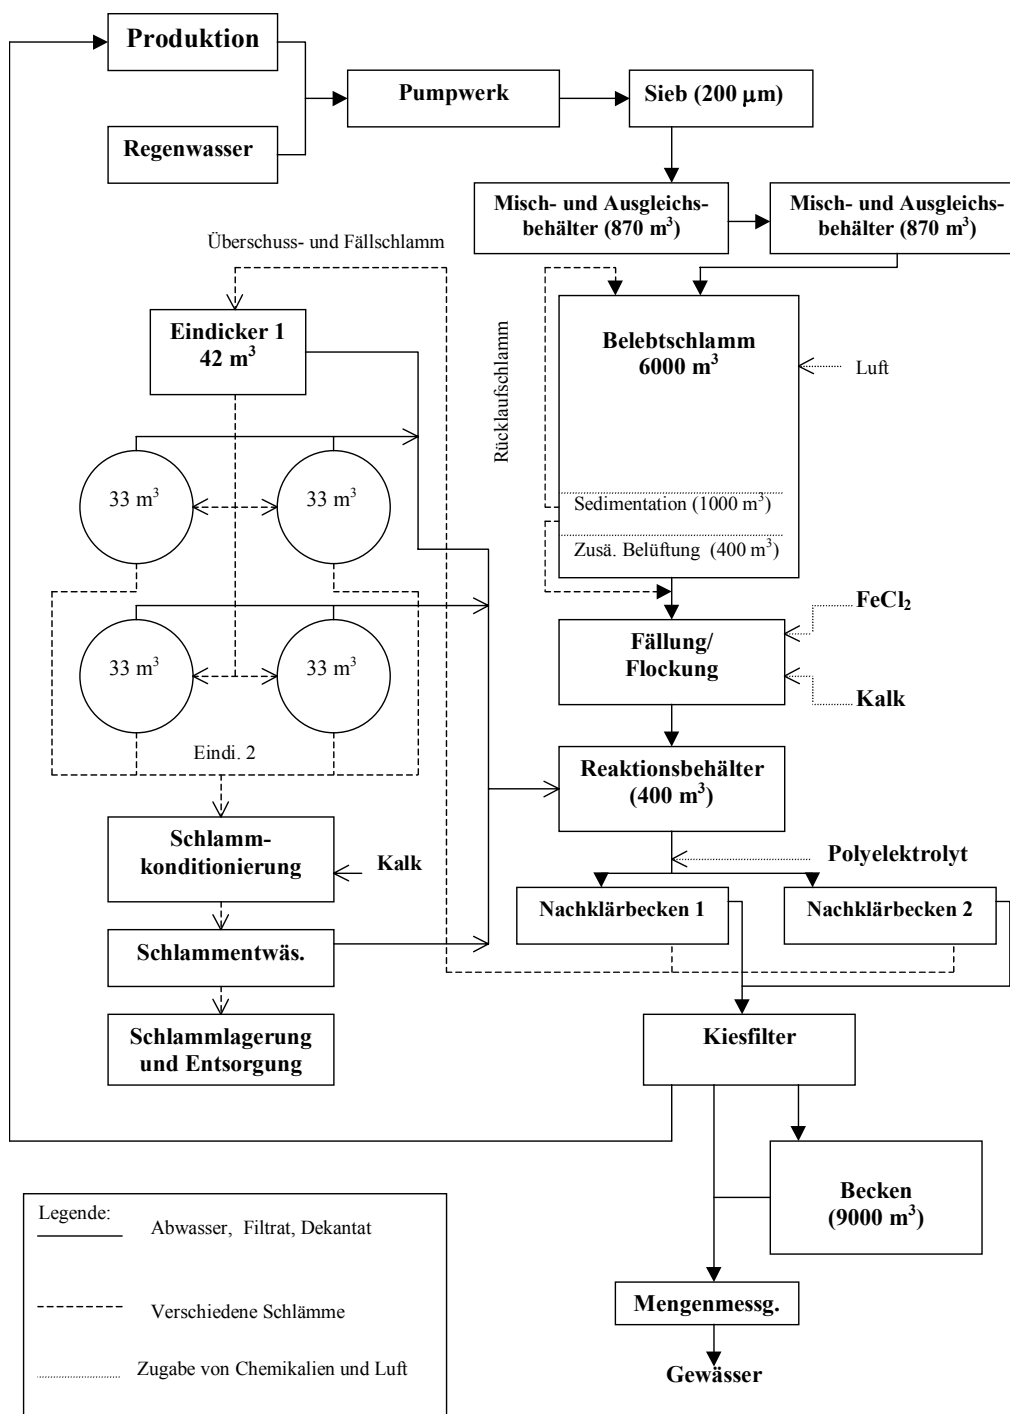 Produktion
Pumpwerk
Sieb (200 μm)
Regenwasser
Misch- und Ausgleichs-
behälter (870 m³)
Misch- und Ausgleichs-
behälter (870 m³)
Überschuss- und Fällschlamm
Eindicker 1
42 m³
Rücklaufschlamm
Belebtschlamm
6000 m³
Luft
33 m³
33 m³
Sedimentation (1000 m³)
Zusä. Belüftung (400 m³)
FeCl₂
Fällung/
Flockung
Kalk
33 m³
33 m³
Eindi. 2
Reaktionsbehälter
(400 m³)
Schlamm-
konditionierung
Kalk
Polyelektrolyt
Nachklärbecken 1
Nachklärbecken 2
Schlammentwäs.
Schlammlagerung
und Entsorgung
Kiesfilter
Becken
(9000 m³)
Mengenmessg.
Gewässer
Legende:
Abwasser, Filtrat, Dekantat
Verschiedene Schlämme
Zugabe von Chemikalien und Luft